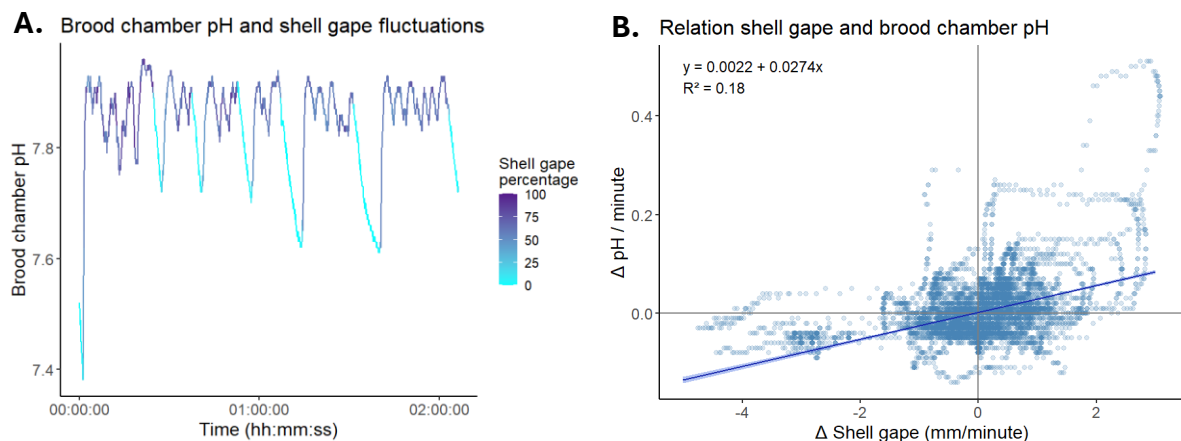 A. Brood chamber pH and shell gape fluctuations
Brood chamber pH
7.8
7.6
7.4
00:00:00 01:00:00 02:00:00
Time (hh:mm:ss)
Shell gape
percentage
100
75
50
25
0
B. Relation shell gape and brood chamber pH
y = 0.0022 + 0.0274x
R² = 0.18
Δ pH / minute
0.4
0.2
0.0
-4 -2 0 2
Δ Shell gape (mm/minute)